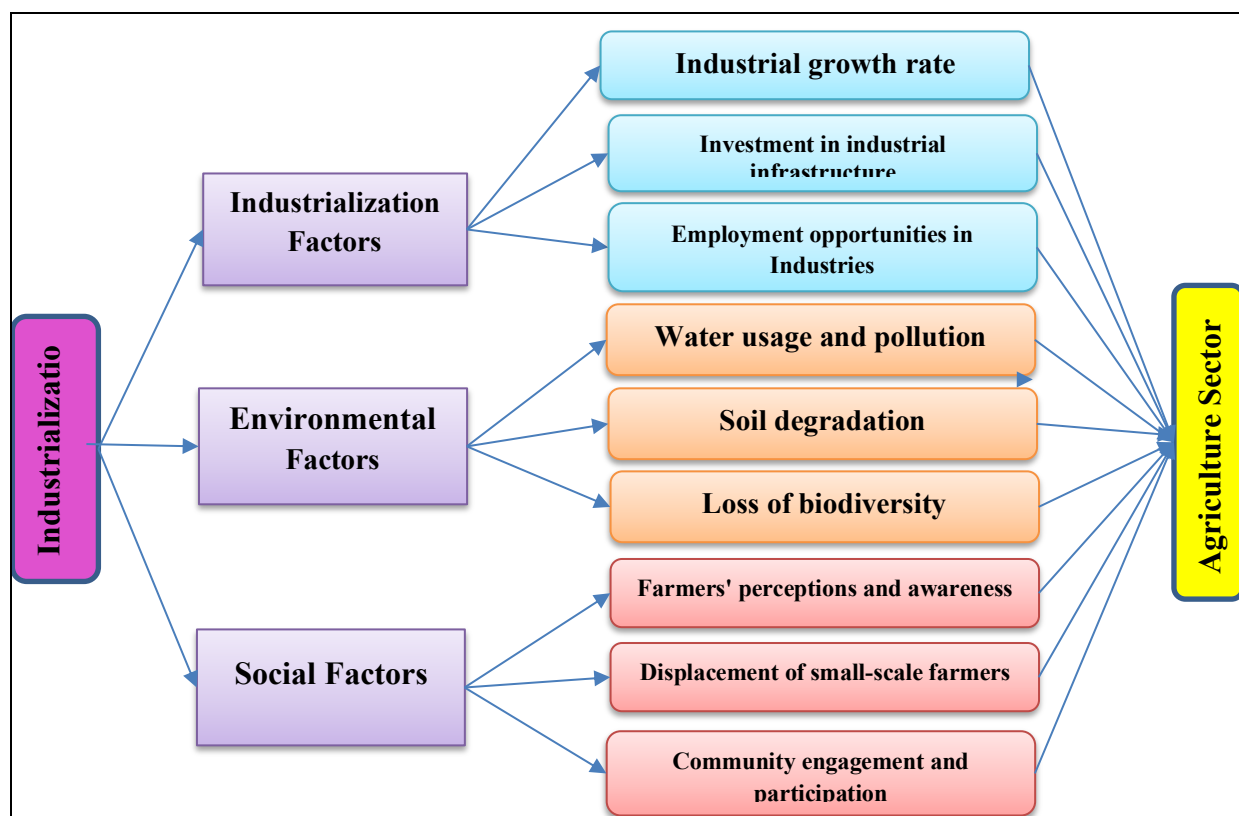 Industrial growth rate
Investment in industrial
infrastructure
Industrialization
Factors
Employment opportunities in
Industries
Water usage and pollution
Industrializatio
Environmental
Factors
Soil degradation
Agriculture Sector
Loss of biodiversity
Farmers' perceptions and awareness
Social Factors
Displacement of small-scale farmers
Community engagement and
participation